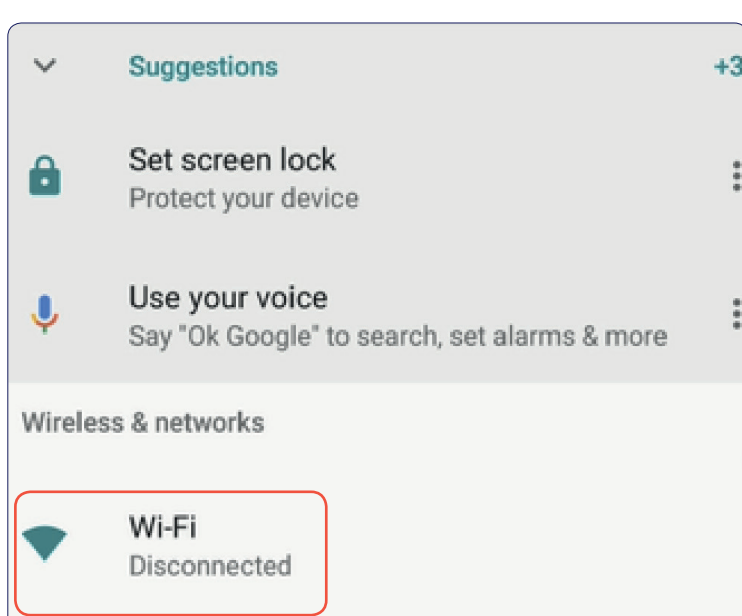 Suggestions +3
Set screen lock
Protect your device
Use your voice
Say "Ok Google" to search, set alarms & more
Wireless & networks
Wi-Fi
Disconnected